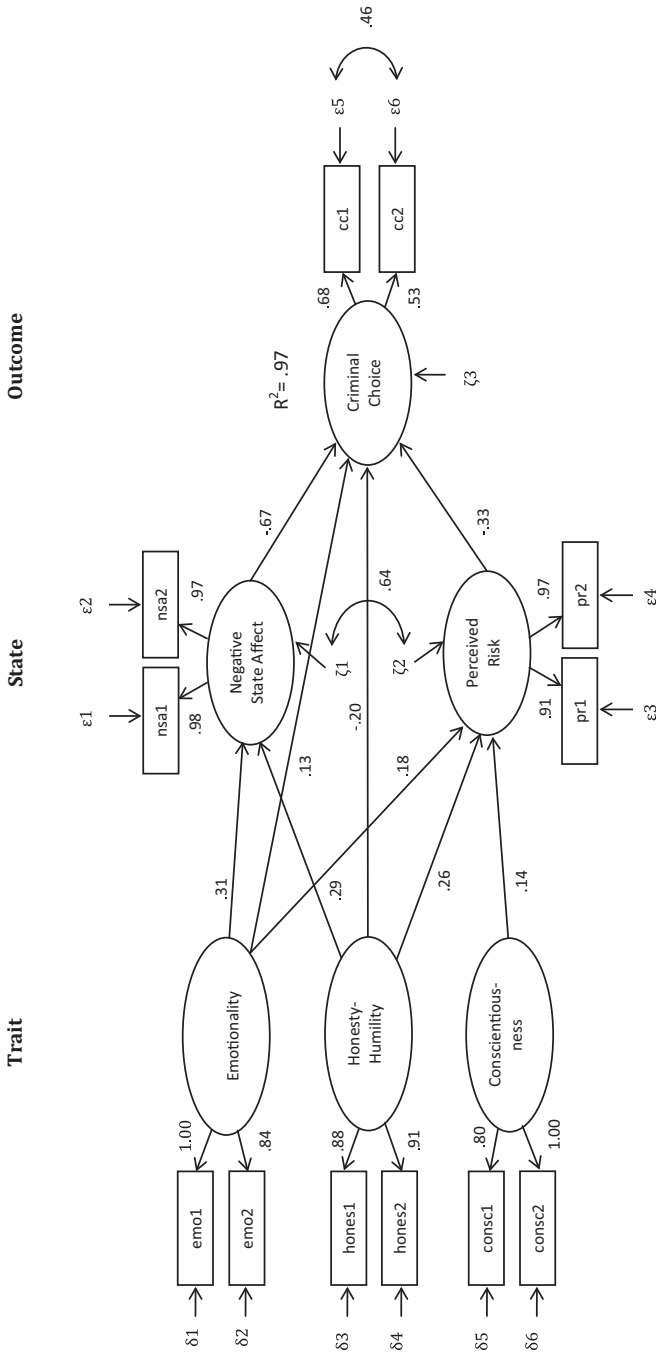 Trait
State
Outcome
δ1
δ2
δ3
δ4
δ5
δ6
emo1
emo2
hones1
hones2
consc1
consc2
1.00
.84
.88
.91
.80
1.00
Emotionality
Honesty-
Humility
Conscientious-
ness
.31
.13
.18
.29
-.20
.26
.14
ε1
ε2
nsa1
nsa2
.98
.97
Negative
State Affect
ζ1
.64
ζ2
Perceived
Risk
.91
.97
pr1
pr2
ε3
ε4
-.67
-.33
R2 = .97
Criminal
Choice
ζ3
.68
.53
cc1
cc2
ε5
ε6
.46